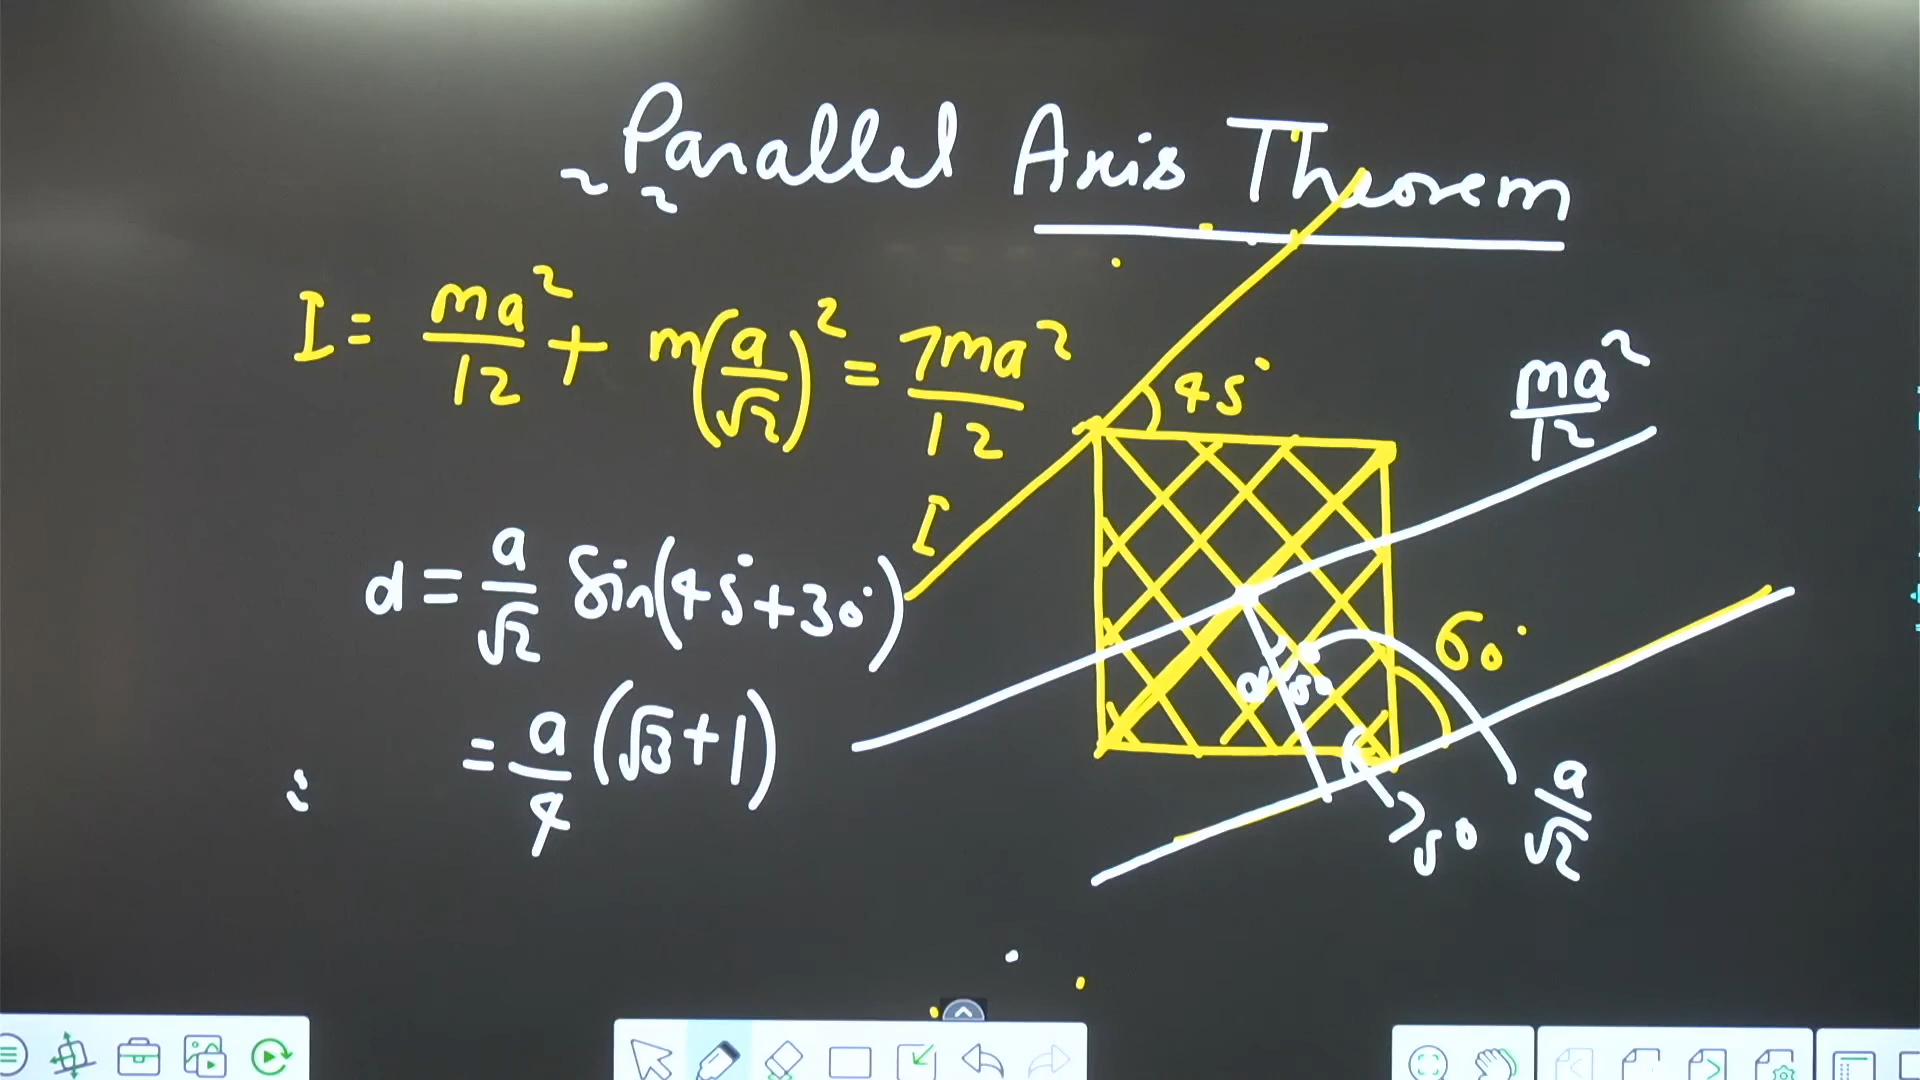 Parallel Axis Theorem
I = ma²/12 + m(a/√2)² = 7ma²/12
45°
ma²/12
I
d = a/√2 Sin(45°+30°)
60°
d
= a/4 (√3+1)
75°
a/√2